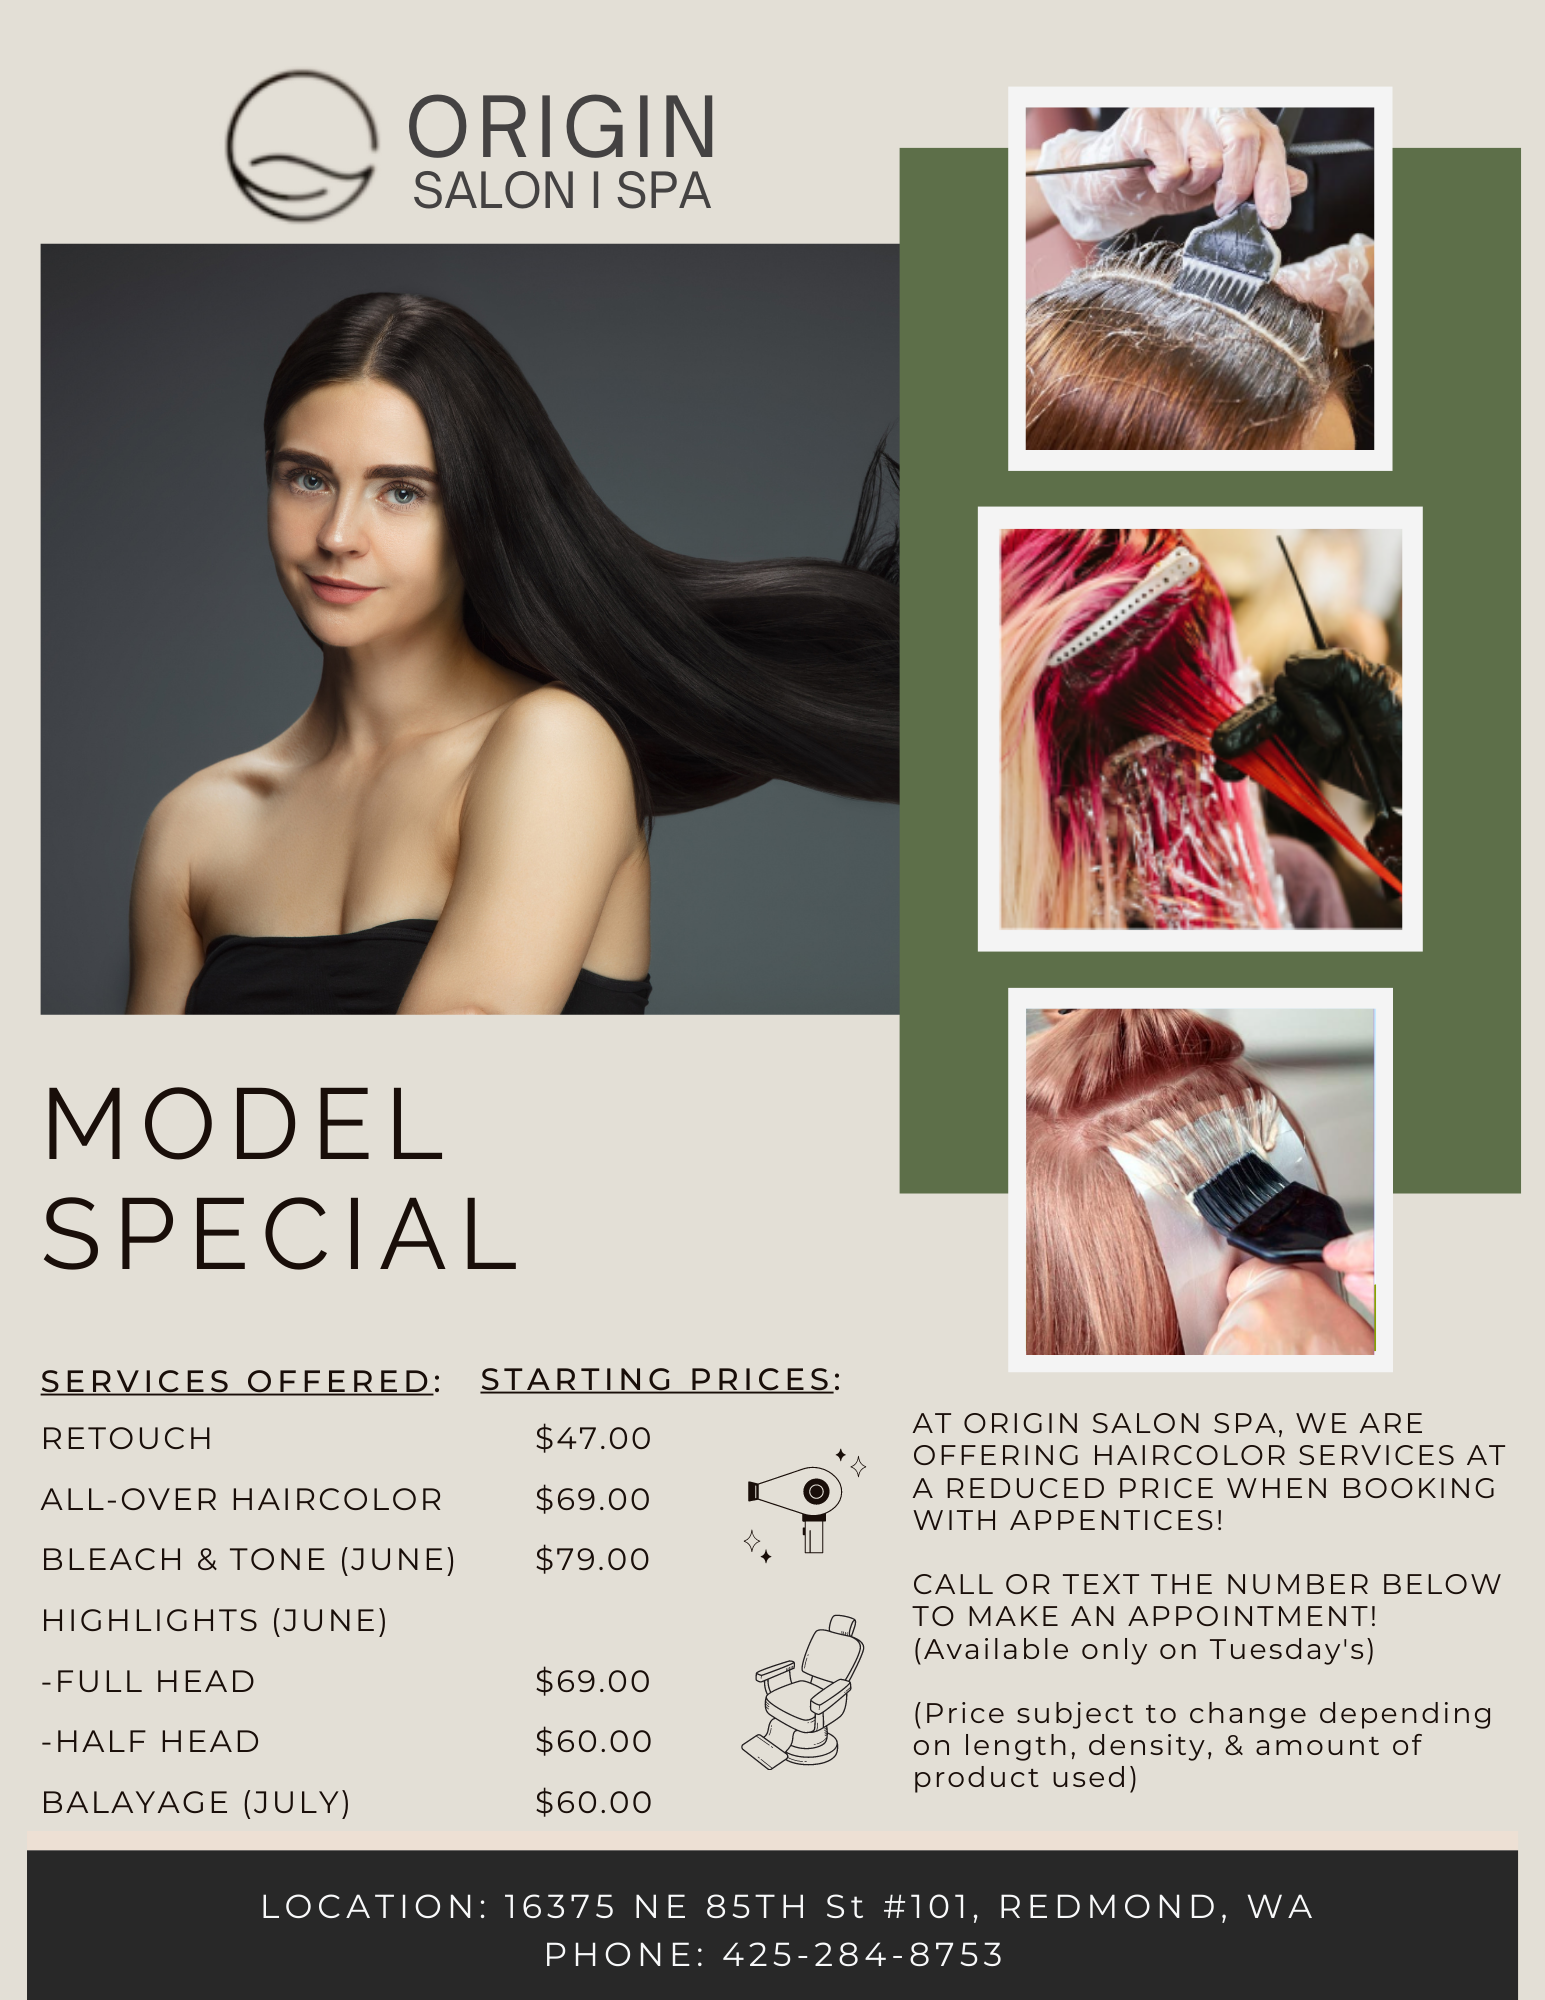 ORIGIN
SALON I SPA
MODEL
SPECIAL
SERVICES OFFERED: STARTING PRICES:
RETOUCH $47.00
ALL-OVER HAIRCOLOR $69.00
BLEACH & TONE (JUNE) $79.00
HIGHLIGHTS (JUNE)
-FULL HEAD $69.00
-HALF HEAD $60.00
BALAYAGE (JULY) $60.00
AT ORIGIN SALON SPA, WE ARE
OFFERING HAIRCOLOR SERVICES AT
A REDUCED PRICE WHEN BOOKING
WITH APPENTICES!
CALL OR TEXT THE NUMBER BELOW
TO MAKE AN APPOINTMENT!
(Available only on Tuesday's)
(Price subject to change depending
on length, density, & amount of
product used)
LOCATION: 16375 NE 85TH St #101, REDMOND, WA
PHONE: 425-284-8753